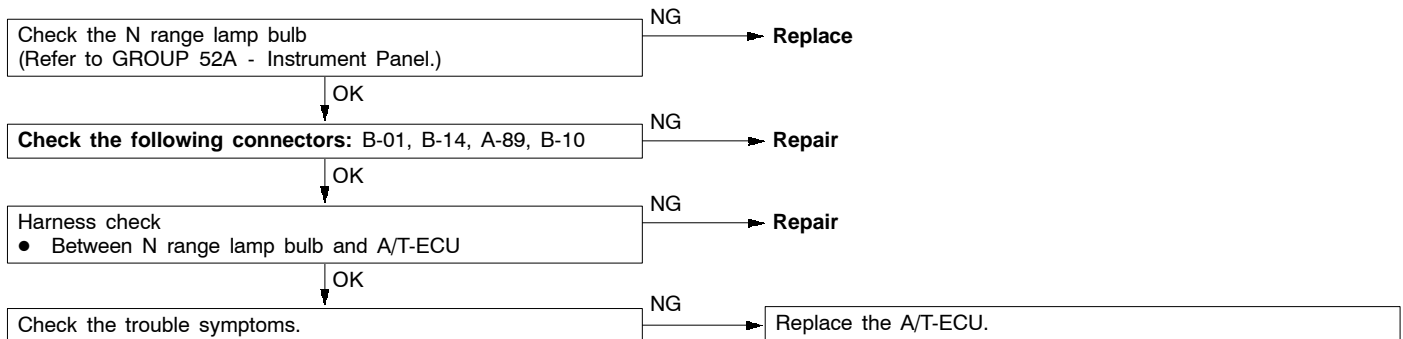 Check the N range lamp bulb
(Refer to GROUP 52A - Instrument Panel.)
NG
Replace
OK
Check the following connectors: B-01, B-14, A-89, B-10
NG
Repair
OK
Harness check
● Between N range lamp bulb and A/T-ECU
NG
Repair
OK
Check the trouble symptoms.
NG
Replace the A/T-ECU.